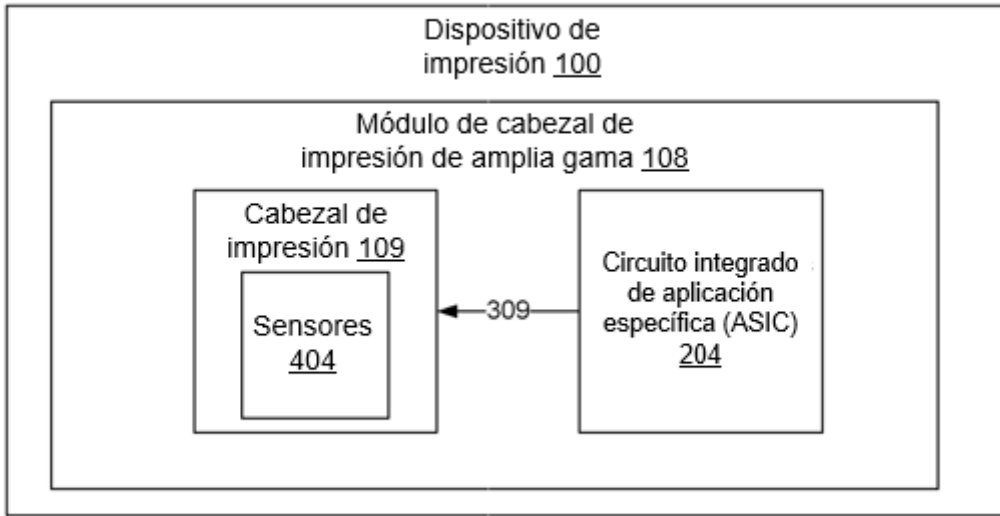 Dispositivo de
impresión 100
Módulo de cabezal de
impresión de amplia gama 108
Cabezal de
impresión 109
Sensores
404
309
Circuito integrado
de aplicación
específica (ASIC)
204